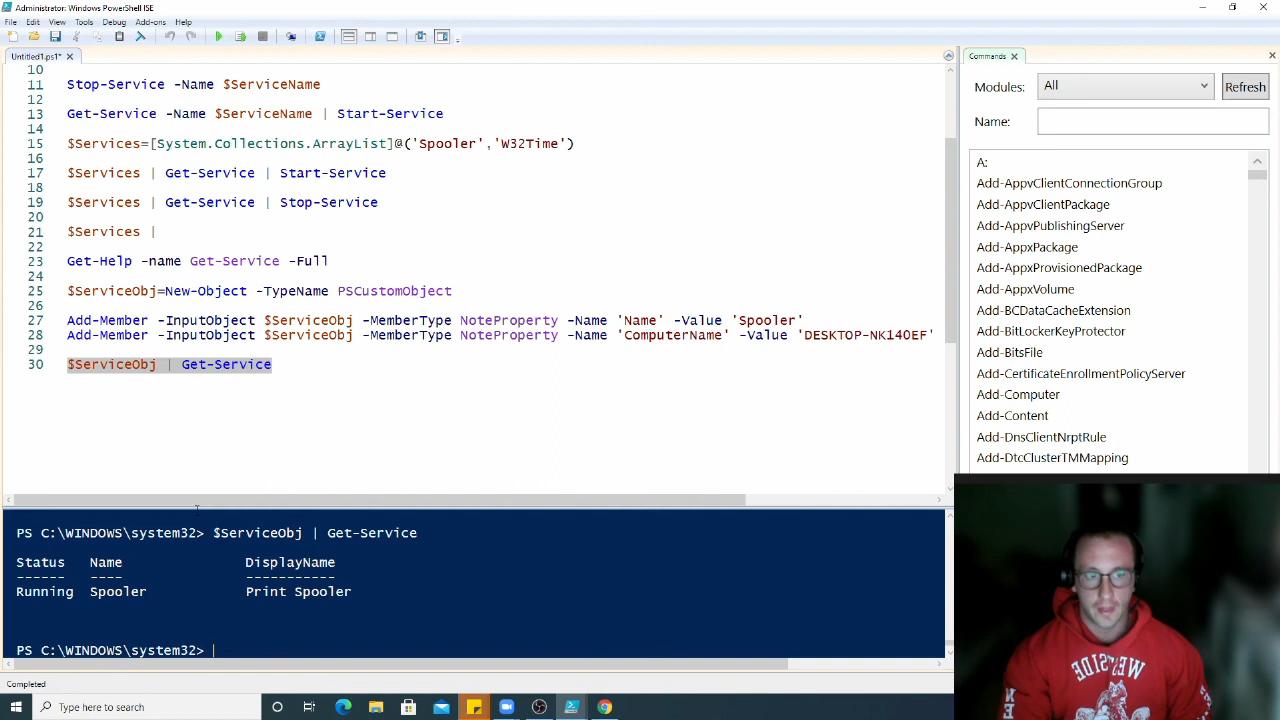 Administrator: Windows PowerShell ISE
File Edit View Tools Debug Add-ons Help
Untitled1.ps1*
10
11 Stop-Service -Name $ServiceName
12
13 Get-Service -Name $ServiceName | Start-Service
14
15 $Services=[System.Collections.ArrayList]@('Spooler','W32Time')
16
17 $Services | Get-Service | Start-Service
18
19 $Services | Get-Service | Stop-Service
20
21 $Services |
22
23 Get-Help -name Get-Service -Full
24
25 $ServiceObj=New-Object -TypeName PSCustomObject
26
27 Add-Member -InputObject $ServiceObj -MemberType NoteProperty -Name 'Name' -Value 'Spooler'
28 Add-Member -InputObject $ServiceObj -MemberType NoteProperty -Name 'ComputerName' -Value 'DESKTOP-NK140EF'
29
30 $ServiceObj | Get-Service
PS C:\WINDOWS\system32> $ServiceObj | Get-Service
Status Name DisplayName
------ ---- -----------
Running Spooler Print Spooler
PS C:\WINDOWS\system32>
Completed
Commands
Modules: All Refresh
Name:
A:
Add-AppvClientConnectionGroup
Add-AppvClientPackage
Add-AppvPublishingServer
Add-AppxPackage
Add-AppxProvisionedPackage
Add-AppxVolume
Add-BCDataCacheExtension
Add-BitLockerKeyProtector
Add-BitsFile
Add-CertificateEnrollmentPolicyServer
Add-Computer
Add-Content
Add-DnsClientNrptRule
Add-DtcClusterTMMapping
WESTSIDE
Type here to search